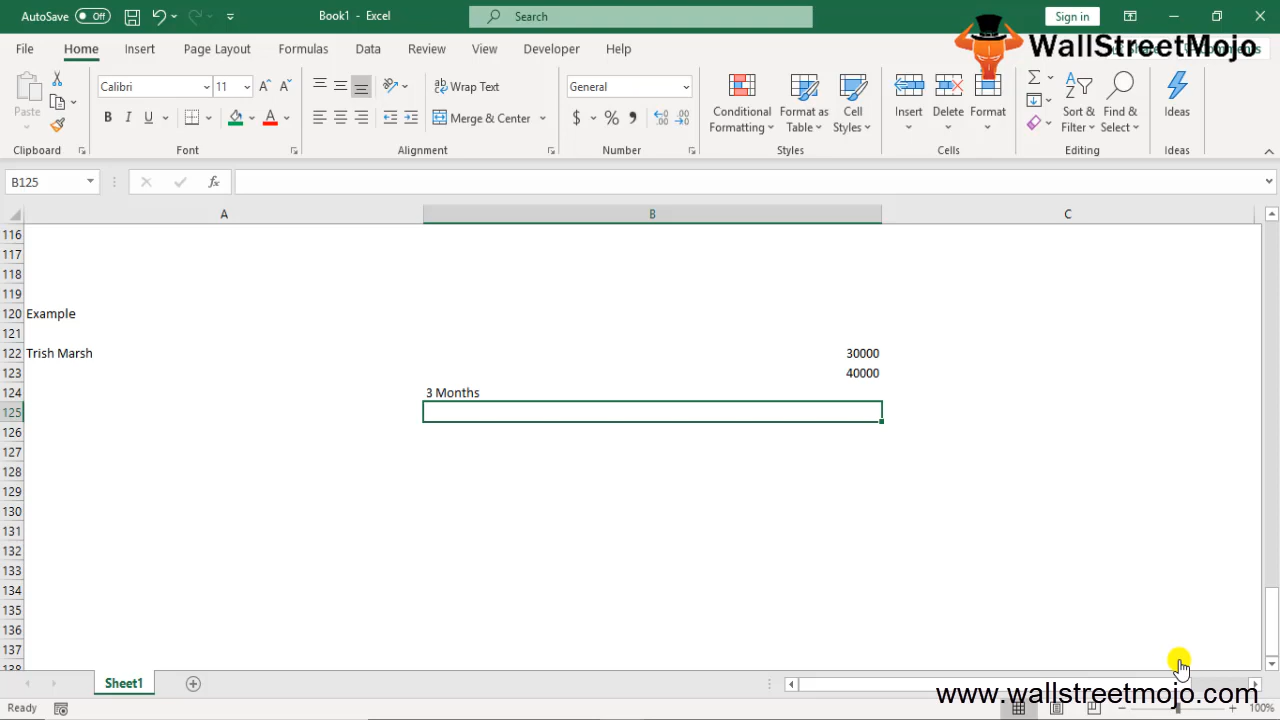 AutoSave Off Book1 - Excel Search Sign in
WallStreetMojo
File Home Insert Page Layout Formulas Data Review View Developer Help
Paste Calibri 11 Wrap Text General Conditional Formatting Format as Table Cell Styles Insert Delete Format Sort & Filter Find & Select Ideas
B I U Merge & Center $ %
Clipboard Font Alignment Number Styles Cells Editing Ideas
B125 fx
A B C
116
117
118
119
120 Example
121
122 Trish Marsh 30000
123 40000
124 3 Months
125
126
127
128
129
130
131
132
133
134
135
136
137
138
Sheet1
www.wallstreetmojo.com
Ready 100%